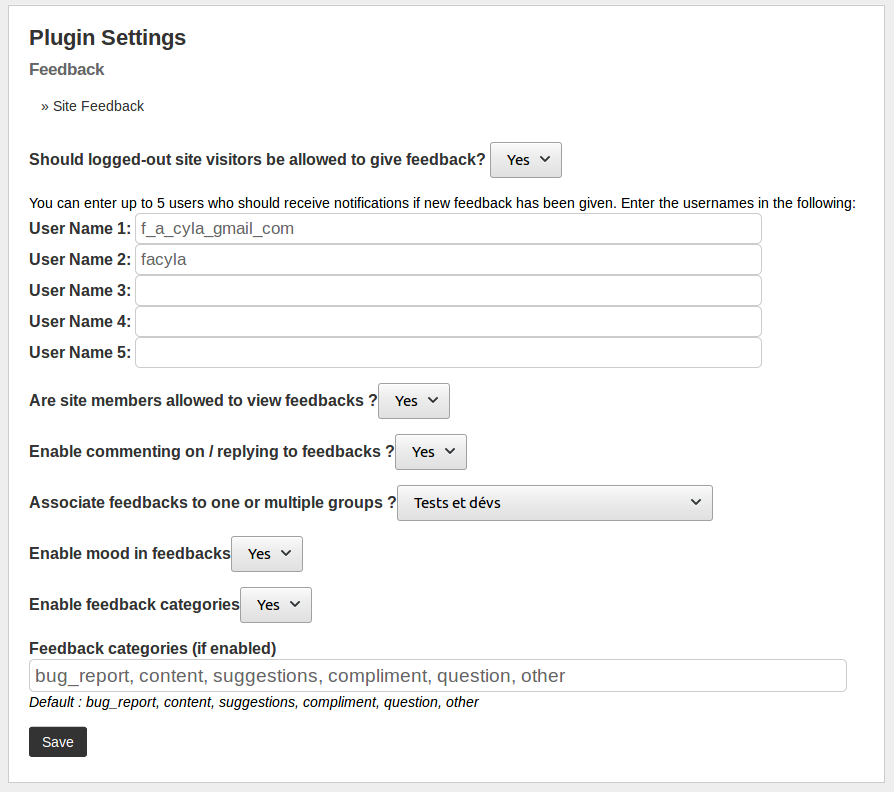 Plugin Settings
Feedback
» Site Feedback
Should logged-out site visitors be allowed to give feedback? Yes
You can enter up to 5 users who should receive notifications if new feedback has been given. Enter the usernames in the following:
User Name 1: f_a_cyla_gmail_com
User Name 2: facyla
User Name 3:
User Name 4:
User Name 5:
Are site members allowed to view feedbacks ? Yes
Enable commenting on / replying to feedbacks ? Yes
Associate feedbacks to one or multiple groups ? Tests et dévs
Enable mood in feedbacks Yes
Enable feedback categories Yes
Feedback categories (if enabled)
bug_report, content, suggestions, compliment, question, other
Default : bug_report, content, suggestions, compliment, question, other
Save